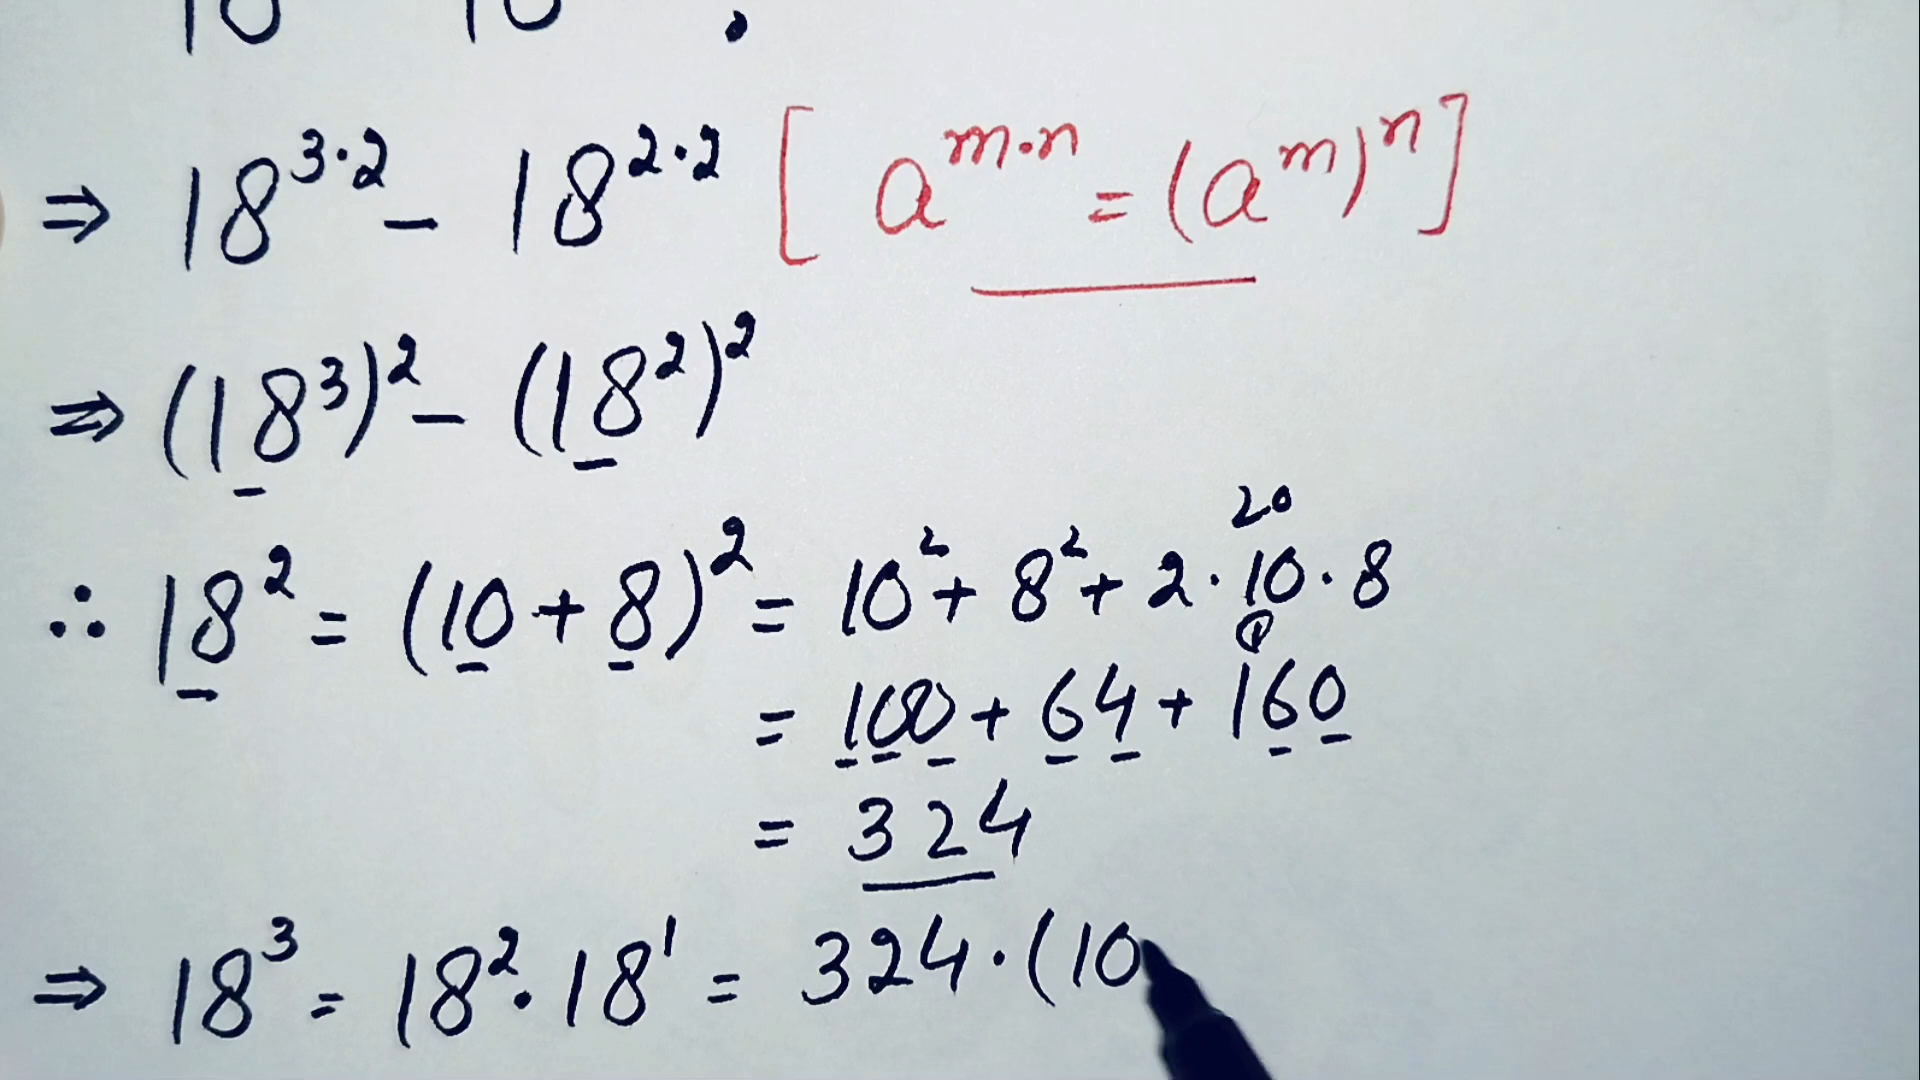 ⇒ 18^{3·2} - 18^{2·2} [a^{m·n} = (a^m)^n]
⇒ (18^3)^2 - (18^2)^2
20
∴ 18^2 = (10 + 8)^2 = 10^2 + 8^2 + 2·10·8
1
= 100 + 64 + 160
= 324
⇒ 18^3 = 18^2·18^1 = 324·(10